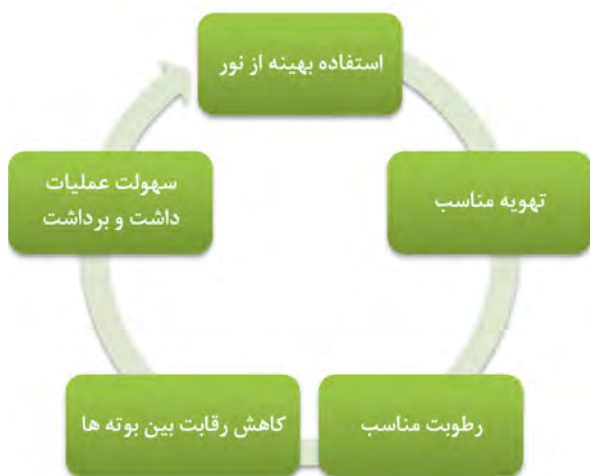 استفاده بهینه از نور
تهویه مناسب
رطوبت مناسب
کاهش رقابت بین بوته ها
سهولت عملیات
داشت و برداشت